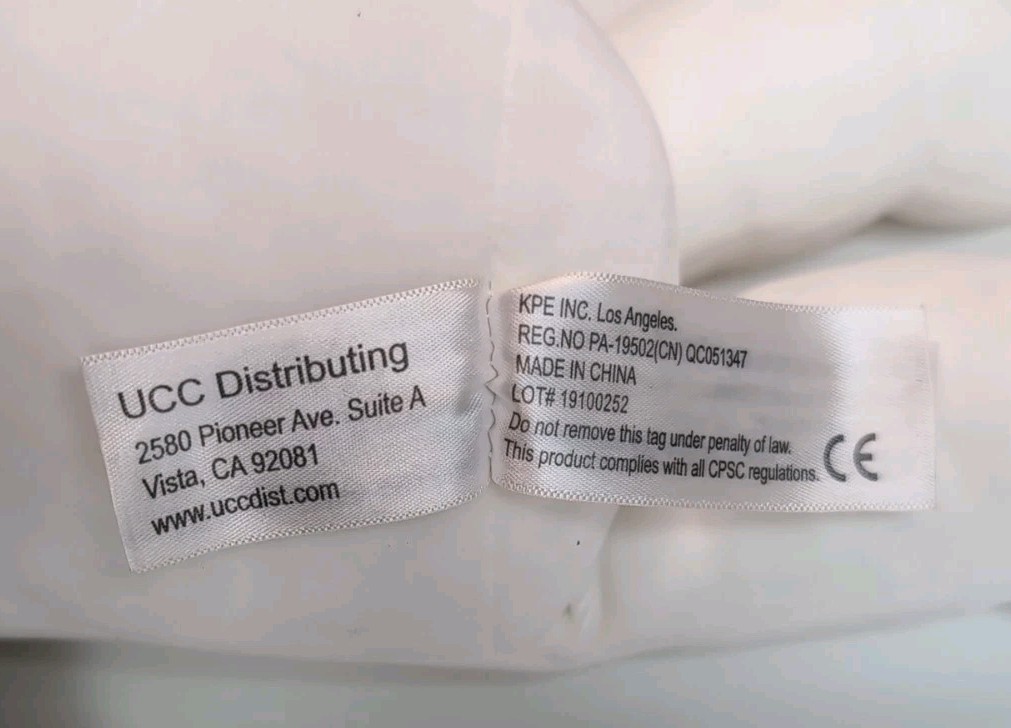 UCC Distributing
2580 Pioneer Ave. Suite A
Vista, CA 92081
www.uccdist.com
KPE INC. Los Angeles.
REG.NO PA-19502(CN) QC051347
MADE IN CHINA
LOT# 19100252
Do not remove this tag under penalty of law.
This product complies with all CPSC regulations. CE